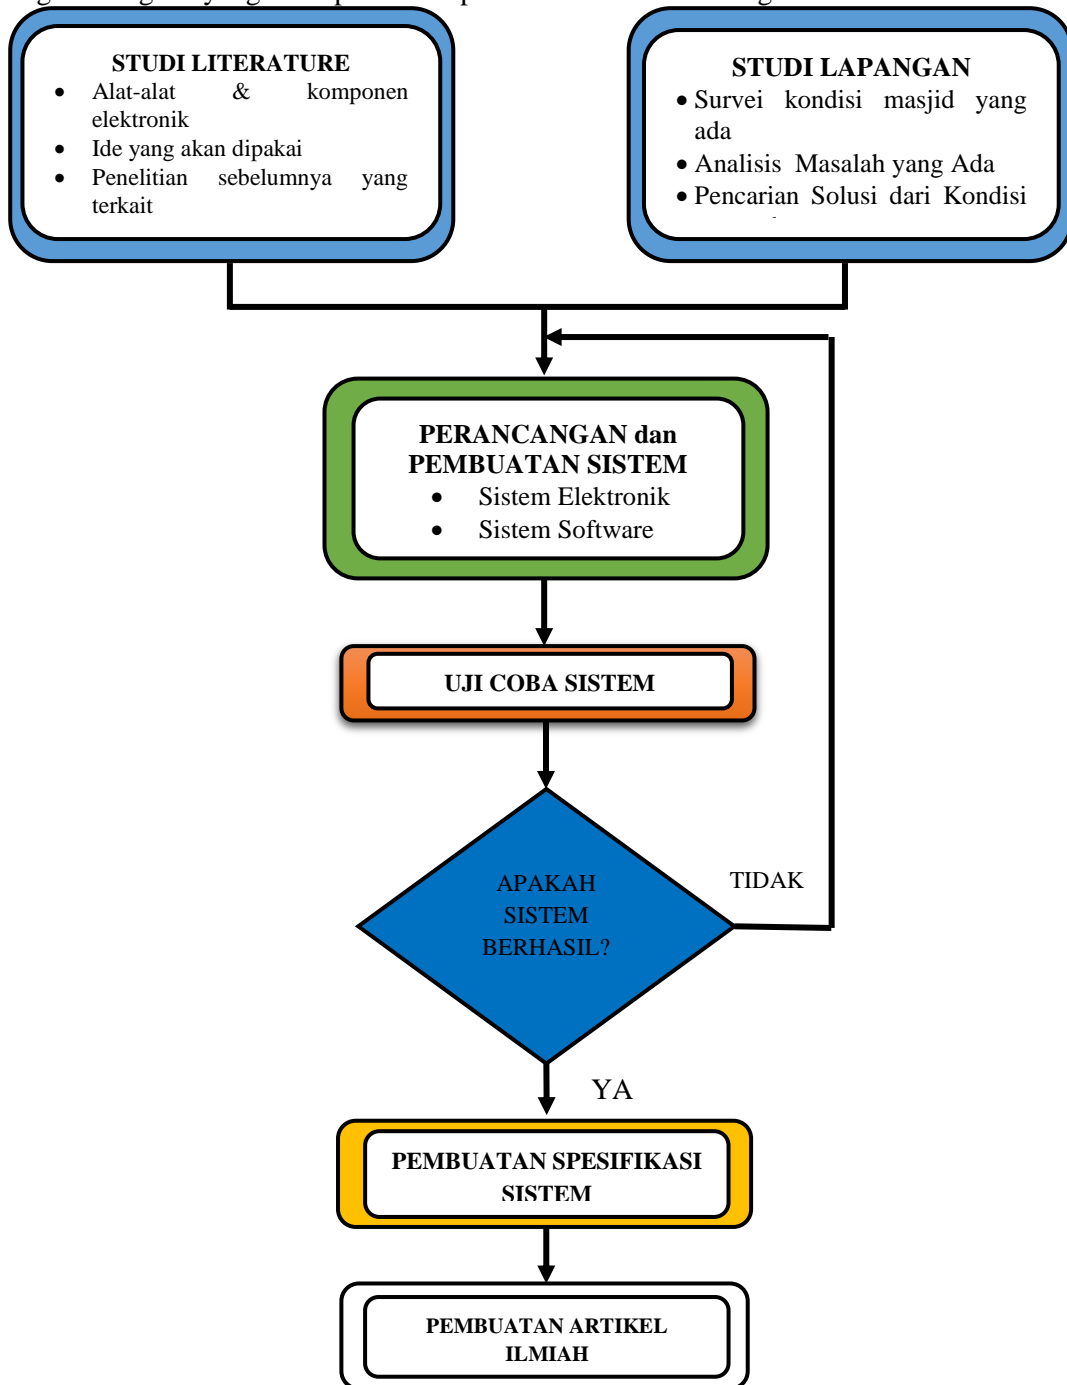 STUDI LITERATURE
• Alat-alat & komponen
elektronik
• Ide yang akan dipakai
• Penelitian sebelumnya yang
terkait
STUDI LAPANGAN
• Survei kondisi masjid yang
ada
• Analisis Masalah yang Ada
• Pencarian Solusi dari Kondisi
PERANCANGAN dan
PEMBUATAN SISTEM
• Sistem Elektronik
• Sistem Software
UJI COBA SISTEM
APAKAH
SISTEM
BERHASIL?
TIDAK
YA
PEMBUATAN SPESIFIKASI
SISTEM
PEMBUATAN ARTIKEL
ILMIAH